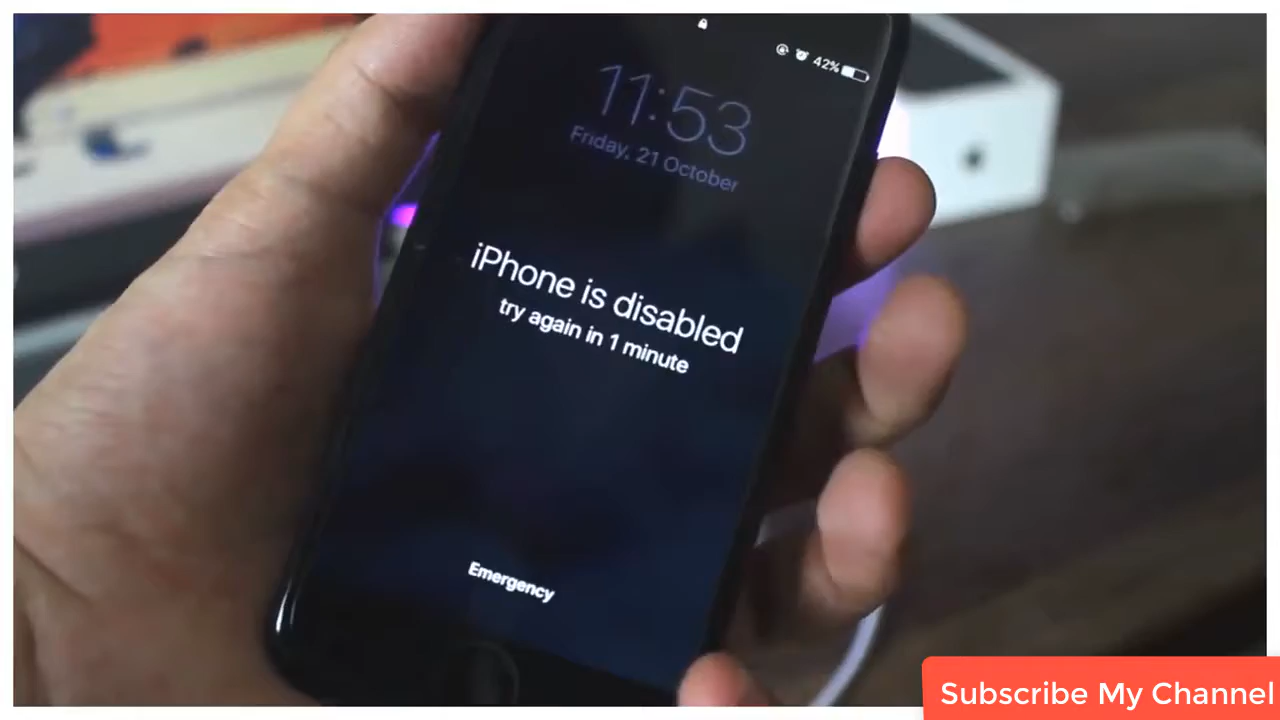 42%
11:53
Friday, 21 October
iPhone is disabled
try again in 1 minute
Emergency
Subscribe My Channel